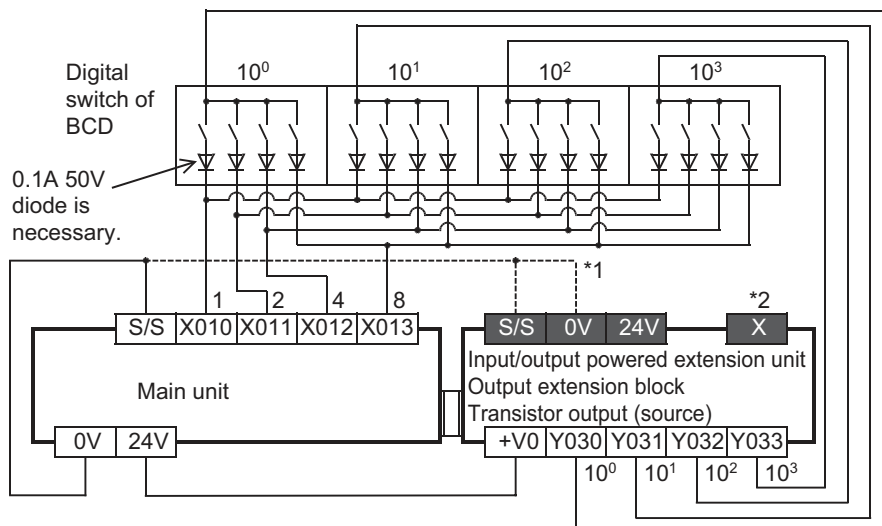 Digital
switch of
BCD
10⁰ 10¹ 10² 10³
0.1A 50V
diode is
necessary.
*1
1 2 4 8 *2
S/S X010 X011 X012 X013 S/S 0V 24V X
Main unit
Input/output powered extension unit
Output extension block
Transistor output (source)
0V 24V +V0 Y030 Y031 Y032 Y033
10⁰ 10¹ 10² 10³